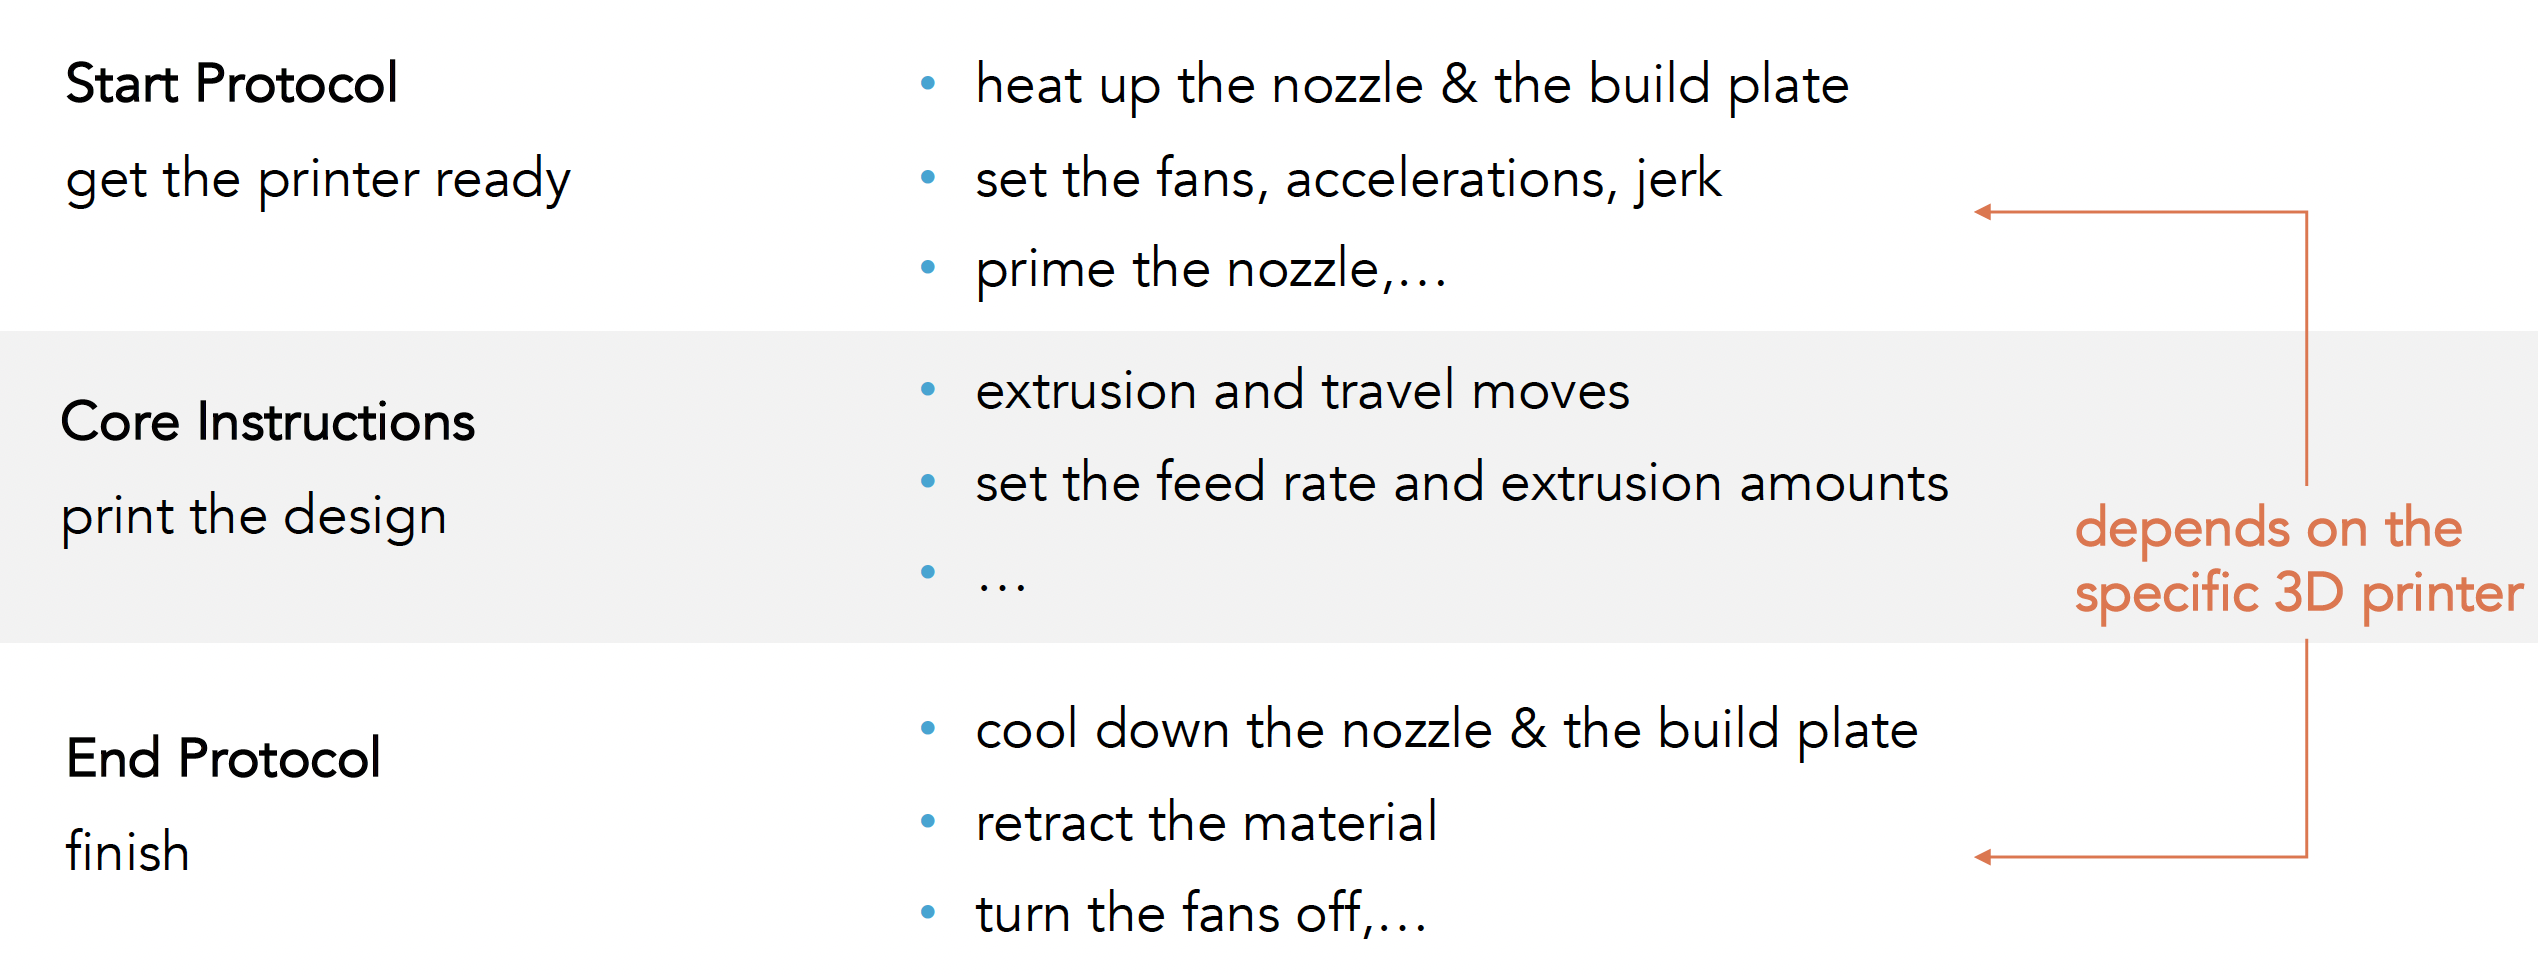 Start Protocol
get the printer ready
• heat up the nozzle & the build plate
• set the fans, accelerations, jerk
• prime the nozzle,…
Core Instructions
print the design
• extrusion and travel moves
• set the feed rate and extrusion amounts
• …
depends on the
specific 3D printer
End Protocol
finish
• cool down the nozzle & the build plate
• retract the material
• turn the fans off,…